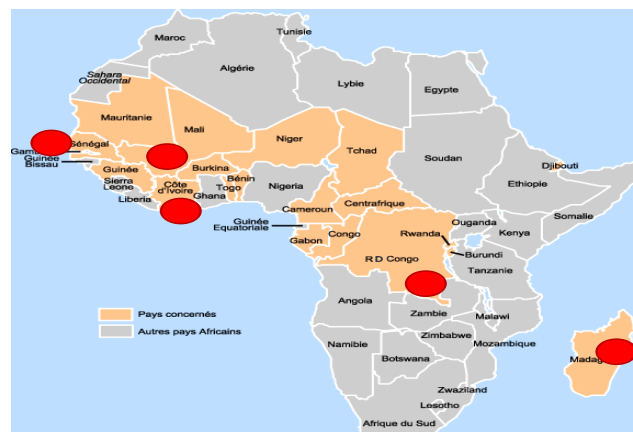 Tunisie
Maroc
Algérie
Lybie
Egypte
Sahara
Occidental
Mauritanie
Mali
Niger
Tchad
Soudan
Sénégal
Gam
Guinée
Bissau
Guinée
Sierra
Leone
Liberia
Côte
d'Ivoire
Burkina
Ghana
Bénin
Togo
Nigeria
Djibouti
Ethiopie
Somalie
Cameroun
Centrafrique
Guinée
Equatoriale
Gabon
Congo
R D Congo
Rwanda
Ouganda
Kenya
Burundi
Tanzanie
Angola
Zambie
Malawi
Mozambique
Zimbabwe
Namibie
Botswana
Zwaziland
Lesotho
Afrique du Sud
Madag
Pays concernés
Autres pays Africains